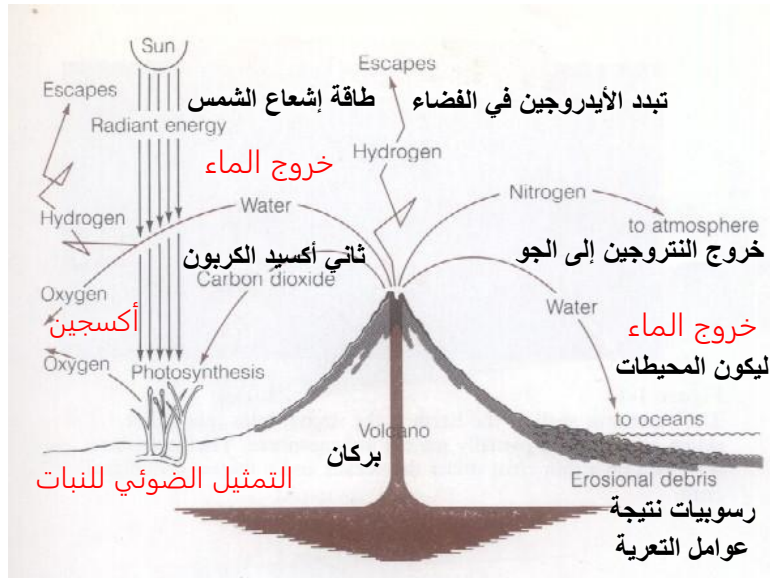 Sun
Escapes
Escapes
طاقة إشعاع الشمس
تبدد الأيدروجين في الفضاء
Radiant energy
Hydrogen
خروج الماء
Nitrogen
Water
Hydrogen
to atmosphere
خروج النتروجين إلى الجو
ثاني أكسيد الكربون
Carbon dioxide
Oxygen
Water
أكسجين
خروج الماء
ليكون المحيطات
Oxygen
Photosynthesis
to oceans
Volcano
بركان
التمثيل الضوئي للنبات
Erosional debris
رسوبيات نتيجة
عوامل التعرية